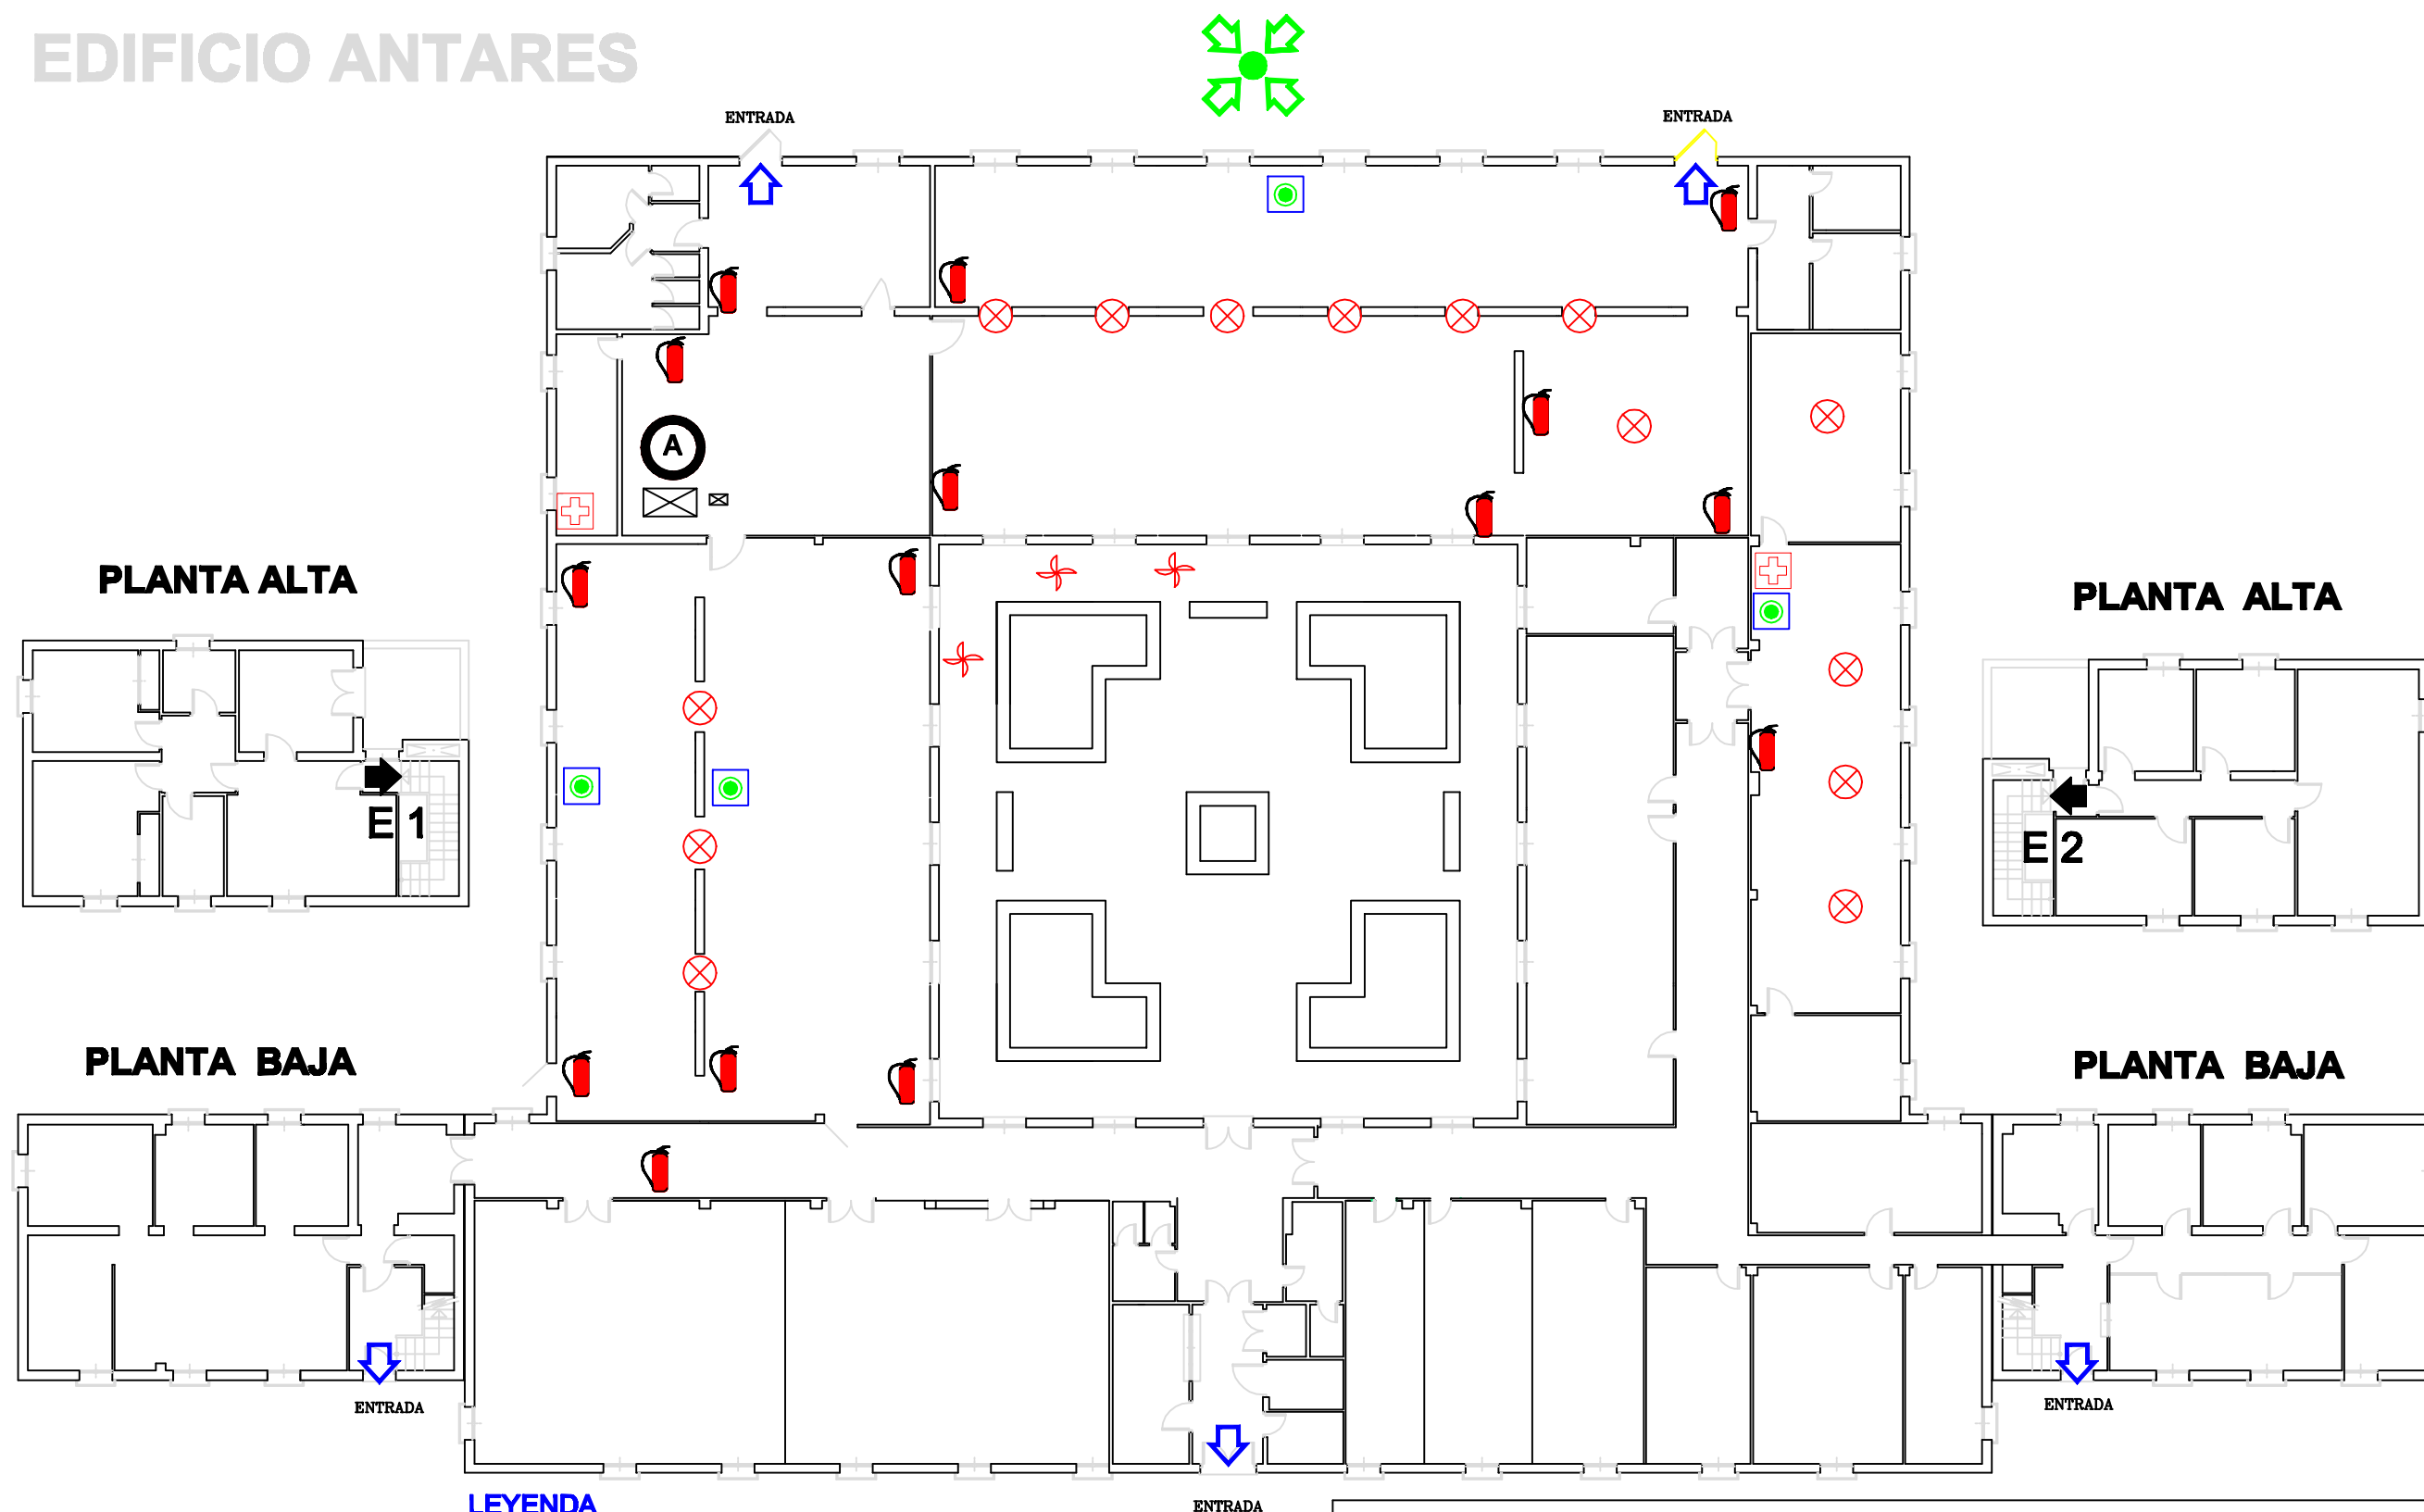 EDIFICIO ANTARES
ENTRADA
ENTRADA
A
PLANTA ALTA
PLANTA ALTA
E 1
E 2
PLANTA BAJA
PLANTA BAJA
ENTRADA
ENTRADA
LEYENDA
ENTRADA